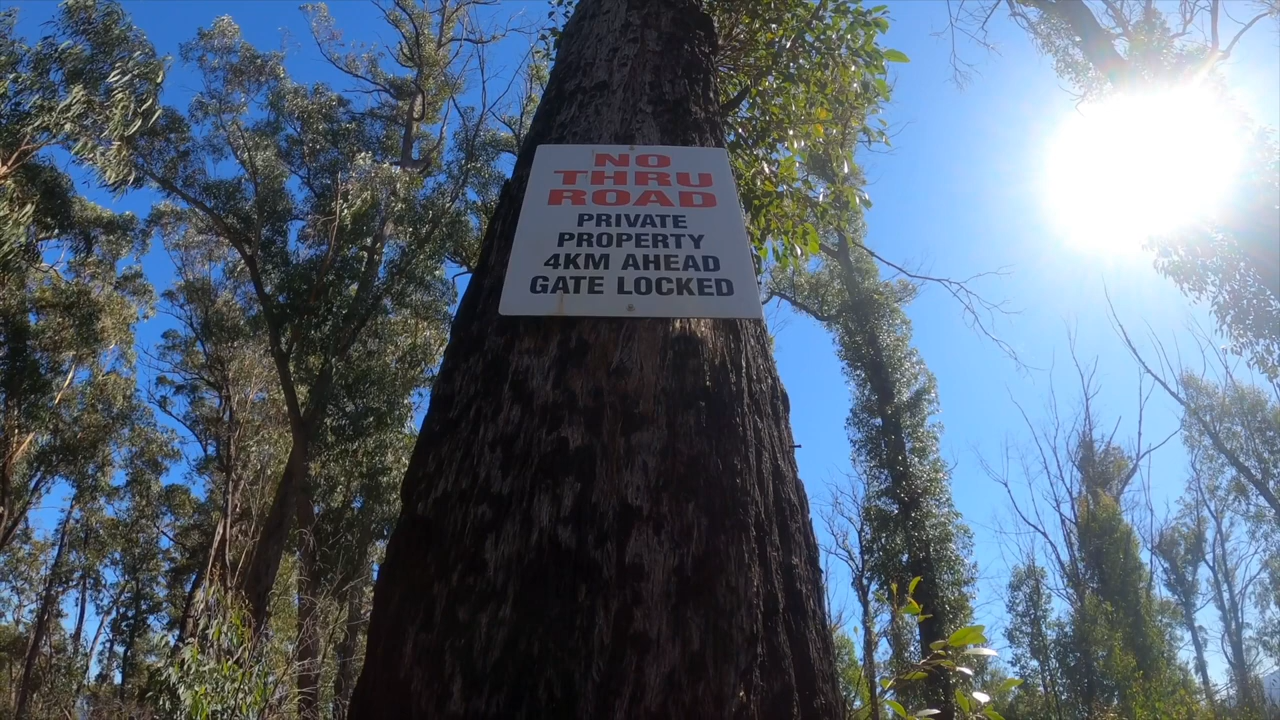 NO
THRU
ROAD
PRIVATE
PROPERTY
4KM AHEAD
GATE LOCKED